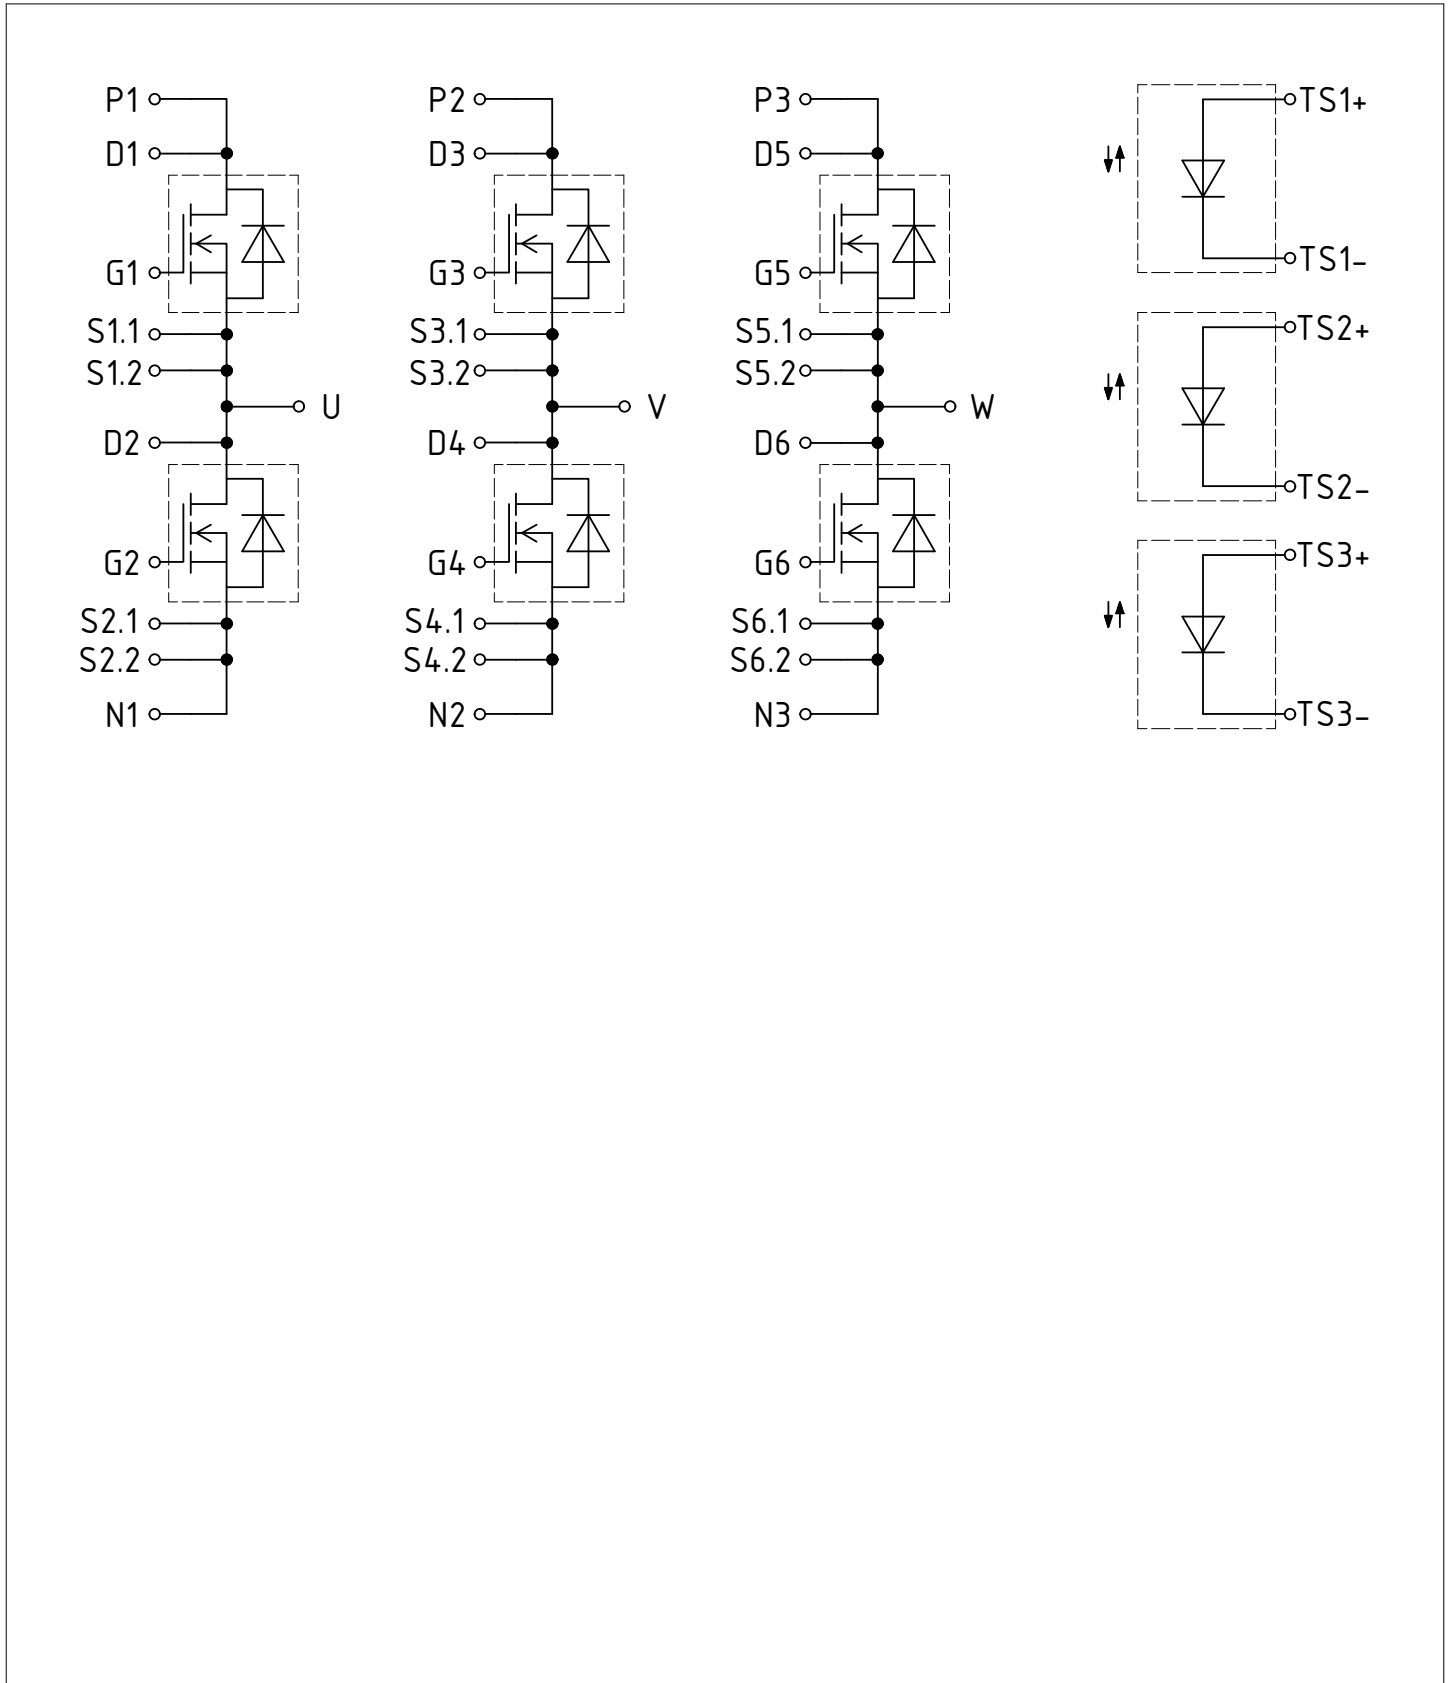 P1
D1
G1
S1.1
S1.2
U
D2
G2
S2.1
S2.2
N1
P2
D3
G3
S3.1
S3.2
V
D4
G4
S4.1
S4.2
N2
P3
D5
G5
S5.1
S5.2
W
D6
G6
S6.1
S6.2
N3
TS1+
TS1-
TS2+
TS2-
TS3+
TS3-